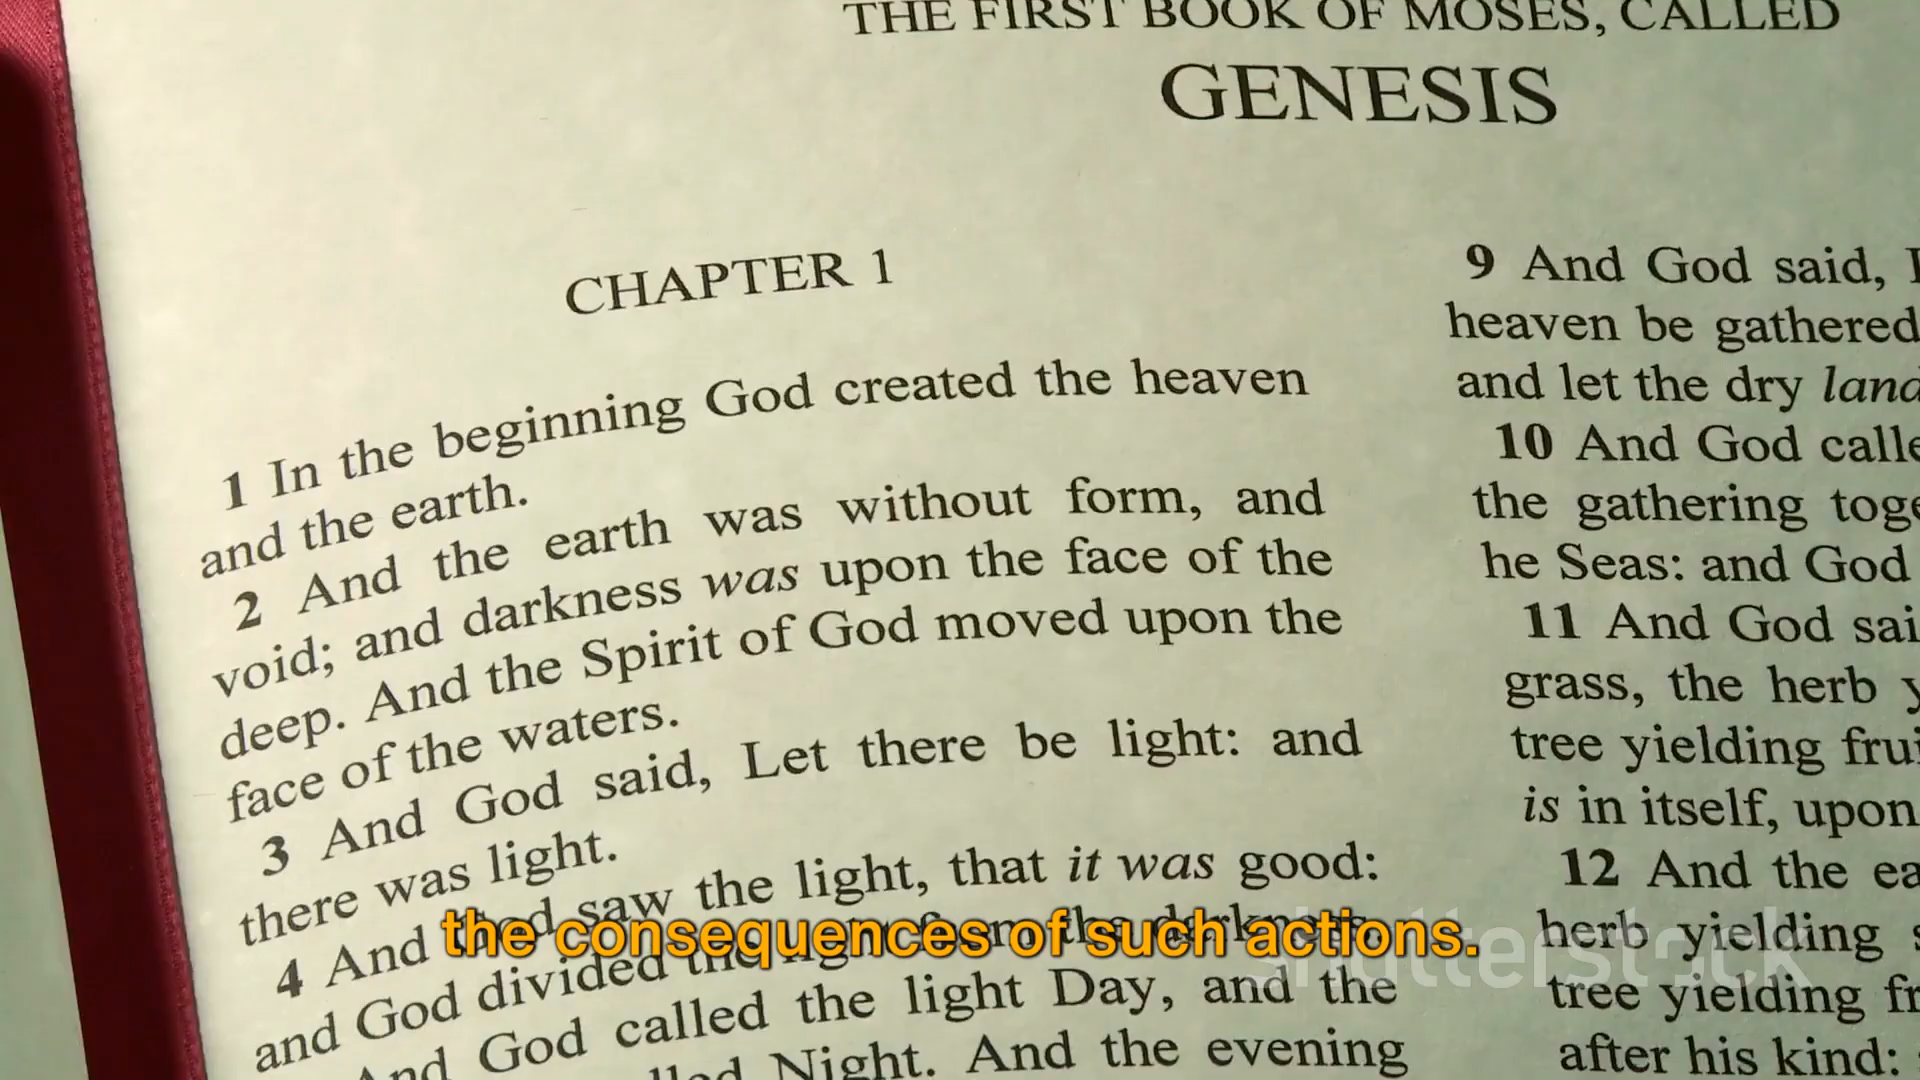 THE FIRST BOOK OF MOSES, CALLED
GENESIS
CHAPTER 1
1 In the beginning God created the heaven
and the earth.
2 And the earth was without form, and
void; and darkness was upon the face of the
deep. And the Spirit of God moved upon the
face of the waters.
3 And God said, Let there be light: and
there was light.
4 And God saw the light, that it was good:
and God divided the light from the darkness.
And God called the light Day, and the
Night. And the evening
9 And God said,
heaven be gathered
and let the dry land
10 And God
the gathering
he Seas: and God
11 And God
grass, the herb
tree yielding
is in itself, upon
12 And the
herb yielding
tree yielding
after his kind:
the consequences of such actions.
shutterstock